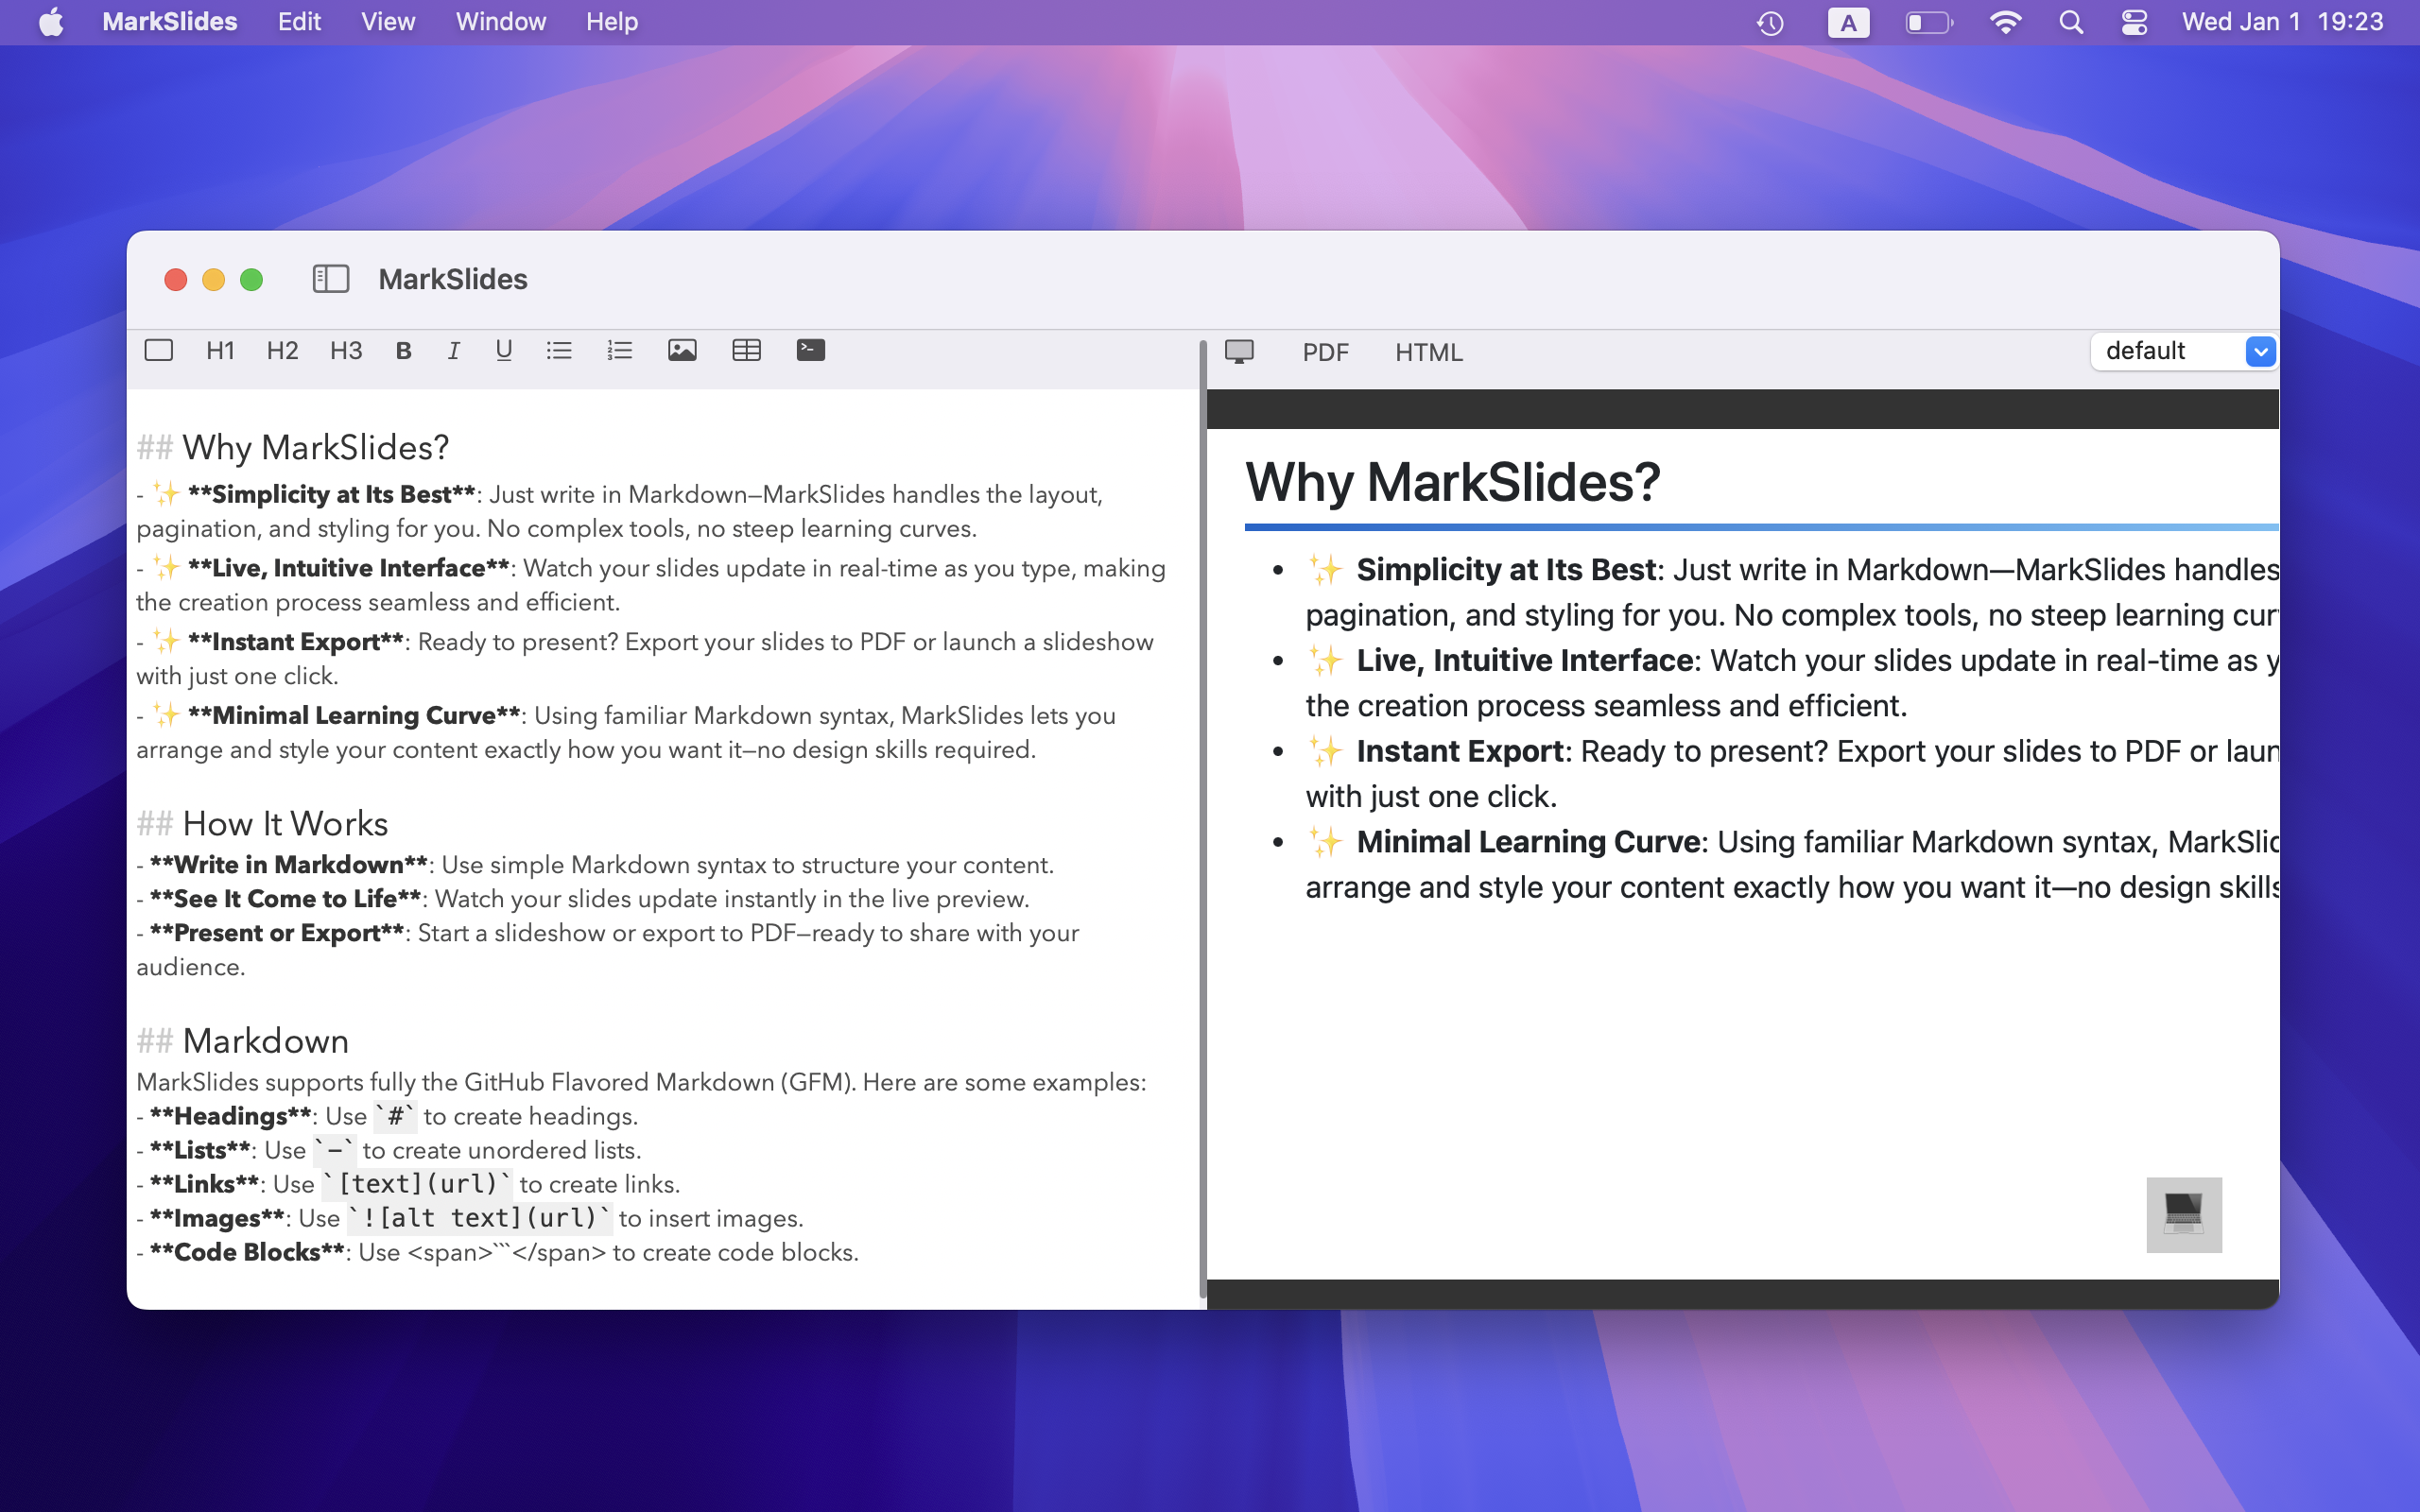 MarkSlides Edit View Window Help A Wed Jan 1 19:23
MarkSlides
H1 H2 H3 B I U
PDF HTML default
## Why MarkSlides?
- ✨ **Simplicity at Its Best**: Just write in Markdown—MarkSlides handles the layout,
pagination, and styling for you. No complex tools, no steep learning curves.
- ✨ **Live, Intuitive Interface**: Watch your slides update in real-time as you type, making
the creation process seamless and efficient.
- ✨ **Instant Export**: Ready to present? Export your slides to PDF or launch a slideshow
with just one click.
- ✨ **Minimal Learning Curve**: Using familiar Markdown syntax, MarkSlides lets you
arrange and style your content exactly how you want it—no design skills required.
## How It Works
- **Write in Markdown**: Use simple Markdown syntax to structure your content.
- **See It Come to Life**: Watch your slides update instantly in the live preview.
- **Present or Export**: Start a slideshow or export to PDF—ready to share with your
audience.
## Markdown
MarkSlides supports fully the GitHub Flavored Markdown (GFM). Here are some examples:
- **Headings**: Use `#` to create headings.
- **Lists**: Use `-` to create unordered lists.
- **Links**: Use `[text](url)` to create links.
- **Images**: Use `![alt text](url)` to insert images.
- **Code Blocks**: Use <span>```</span> to create code blocks.
Why MarkSlides?
• ✨ Simplicity at Its Best: Just write in Markdown—MarkSlides handles
pagination, and styling for you. No complex tools, no steep learning cur
• ✨ Live, Intuitive Interface: Watch your slides update in real-time as y
the creation process seamless and efficient.
• ✨ Instant Export: Ready to present? Export your slides to PDF or laun
with just one click.
• ✨ Minimal Learning Curve: Using familiar Markdown syntax, MarkSlid
arrange and style your content exactly how you want it—no design skills